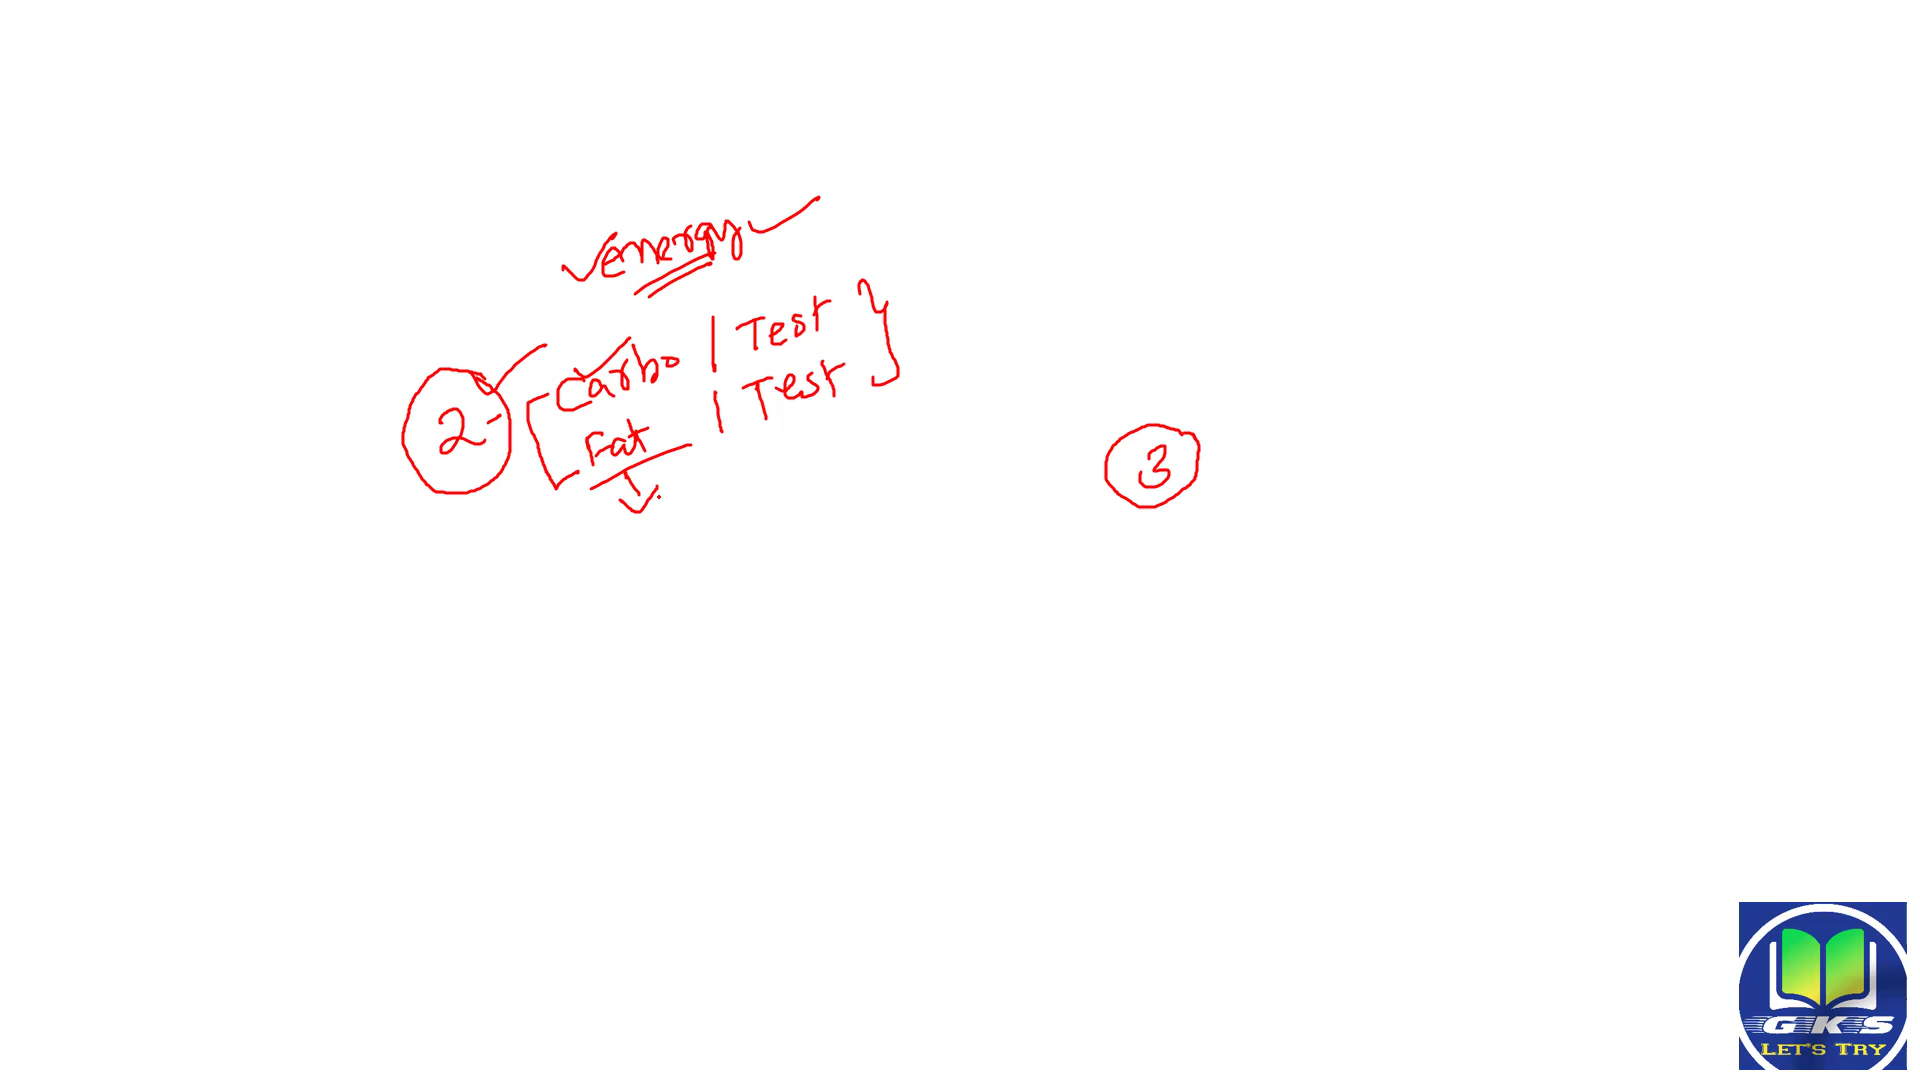 energy
Carbo | Test
2 -
Fat | Test
3
GKS
LET'S TRY